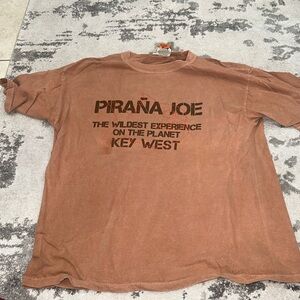 PIRAÑA JOE
THE WILDEST EXPERIENCE
ON THE PLANET
KEY WEST